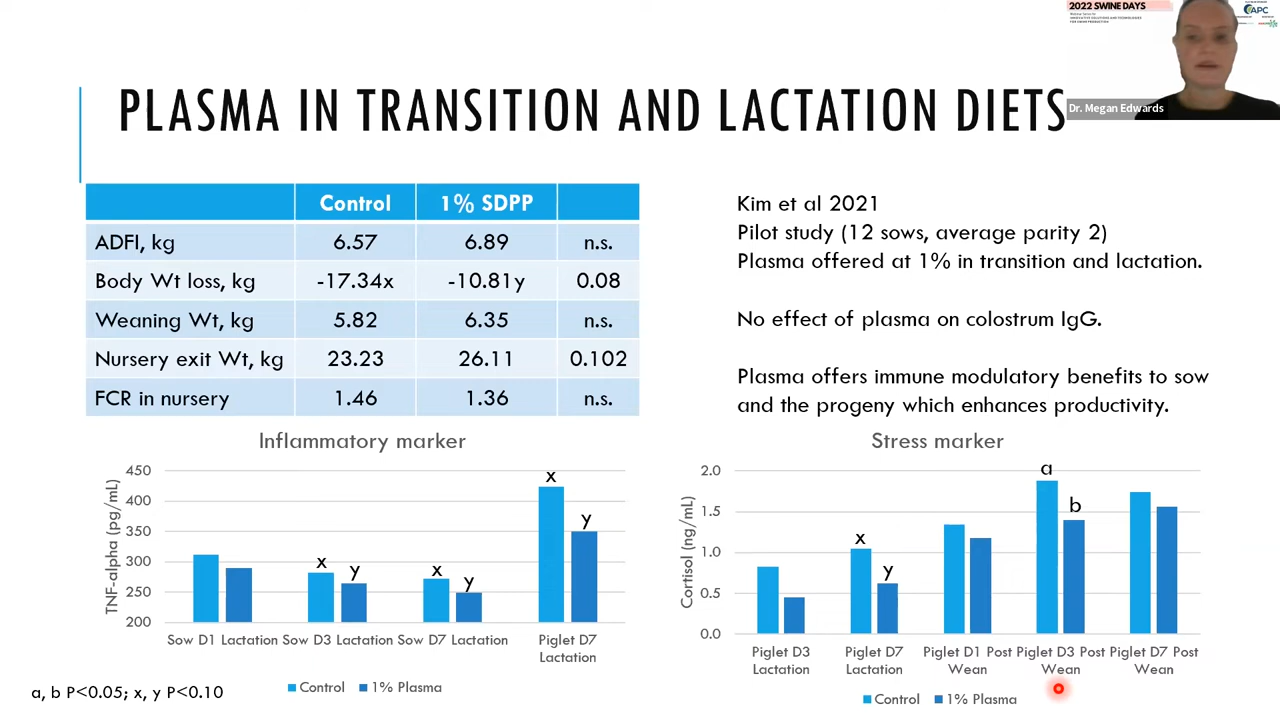 2022 SWINE DAYS
INNOVATIVE SOLUTIONS AND TECHNOLOGIES
FOR SWINE PRODUCTION
APC
Dr. Megan Edwards
PLASMA IN TRANSITION AND LACTATION DIETS
Control 1% SDPP
ADFI, kg 6.57 6.89 n.s.
Body Wt loss, kg -17.34x -10.81y 0.08
Weaning Wt, kg 5.82 6.35 n.s.
Nursery exit Wt, kg 23.23 26.11 0.102
FCR in nursery 1.46 1.36 n.s.
Kim et al 2021
Pilot study (12 sows, average parity 2)
Plasma offered at 1% in transition and lactation.
No effect of plasma on colostrum IgG.
Plasma offers immune modulatory benefits to sow
and the progeny which enhances productivity.
Inflammatory marker
TNF-alpha (pg/mL)
450
400
350
300
250
200
x
y
x
y
x
y
Sow D1 Lactation Sow D3 Lactation Sow D7 Lactation Piglet D7
Lactation
Control 1% Plasma
Stress marker
Cortisol (ng/mL)
2.0
1.5
1.0
0.5
0.0
x
y
a
b
Piglet D3 Piglet D7 Piglet D1 Post Piglet D3 Post Piglet D7 Post
Lactation Lactation Wean Wean Wean
Control 1% Plasma
a, b P<0.05; x, y P<0.10